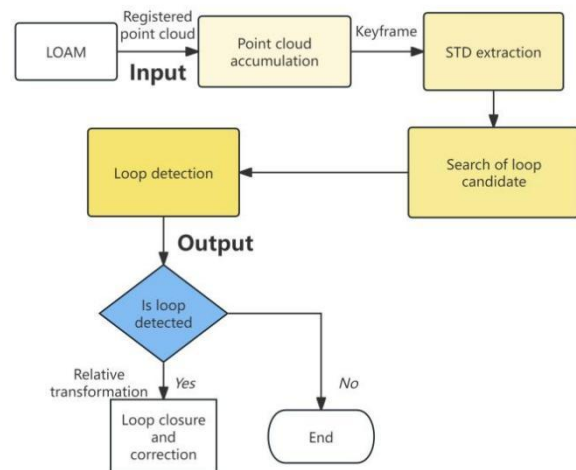 Registered
point cloud
LOAM
Input
Point cloud
accumulation
Keyframe
STD extraction
Search of loop
candidate
Loop detection
Output
Is loop
detected
Relative
transformation
Yes
No
Loop closure
and
correction
End